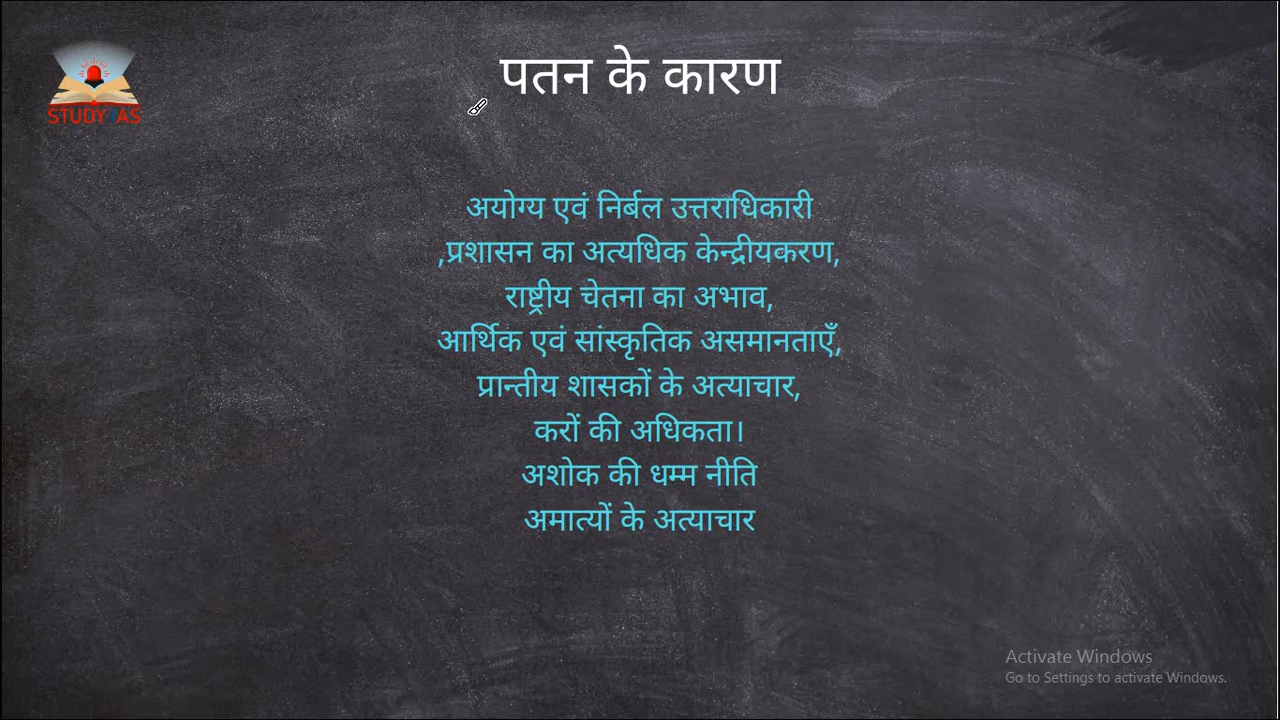 पतन के कारण
STUDY AS
अयोग्य एवं निर्बल उत्तराधिकारी
,प्रशासन का अत्यधिक केन्द्रीयकरण,
राष्ट्रीय चेतना का अभाव,
आर्थिक एवं सांस्कृतिक असमानताएँ,
प्रान्तीय शासकों के अत्याचार,
करों की अधिकता।
अशोक की धम्म नीति
अमात्यों के अत्याचार
Activate Windows
Go to Settings to activate Windows.